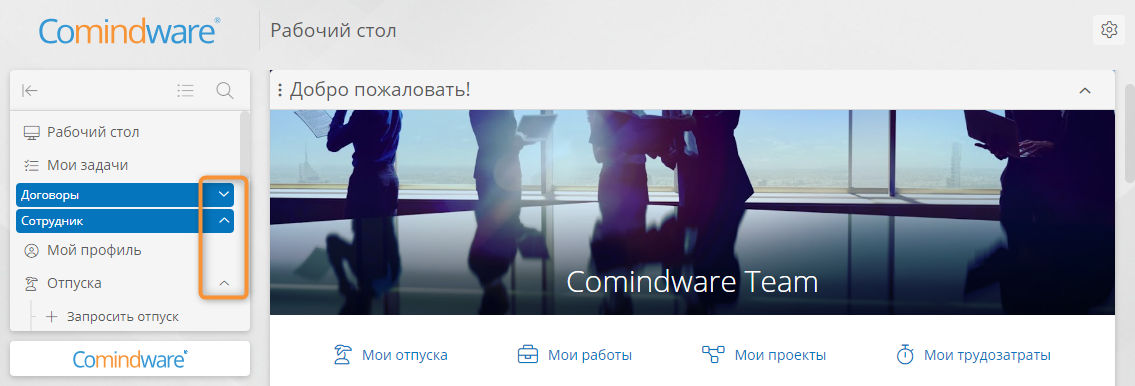 Comindware®
Рабочий стол
Добро пожаловать!
Рабочий стол
Мои задачи
Договоры
Сотрудник
Мой профиль
Отпуска
Запросить отпуск
Comindware
Comindware Team
Мои отпуска
Мои работы
Мои проекты
Мои трудозатраты